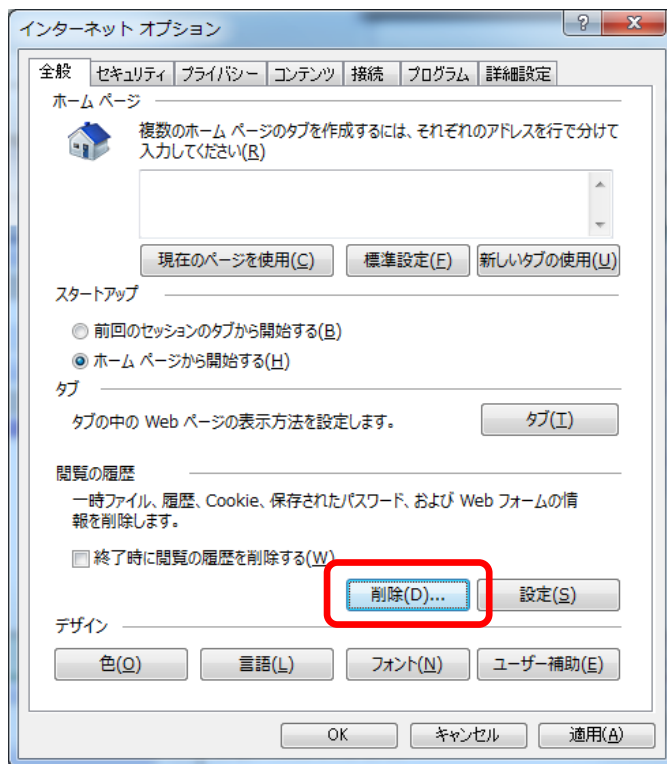 インターネット オプション
全般 セキュリティ プライバシー コンテンツ 接続 プログラム 詳細設定
ホーム ページ
複数のホーム ページのタブを作成するには、それぞれのアドレスを行で分けて
入力してください(R)
現在のページを使用(C) 標準設定(F) 新しいタブの使用(U)
スタートアップ
前回のセッションのタブから開始する(B)
ホーム ページから開始する(H)
タブ
タブの中の Web ページの表示方法を設定します。 タブ(T)
閲覧の履歴
一時ファイル、履歴、Cookie、保存されたパスワード、および Web フォームの情
報を削除します。
終了時に閲覧の履歴を削除する(W)
削除(D)... 設定(S)
デザイン
色(O) 言語(L) フォント(N) ユーザー補助(E)
OK キャンセル 適用(A)